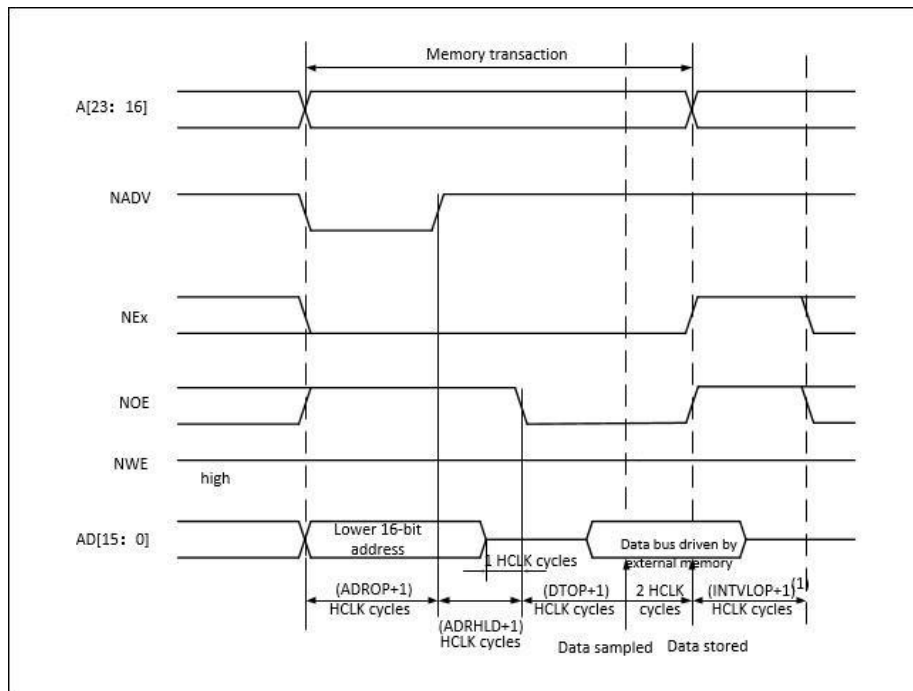 Memory transaction
A[23: 16]
NADV
NEx
NOE
NWE
high
AD[15: 0]
Lower 16-bit
address
Data bus driven by
external memory
1 HCLK cycles
(ADROP+1)
HCLK cycles
(ADRHLD+1)
HCLK cycles
(DTOP+1)
HCLK cycles
2 HCLK
cycles
(INTVLOP+1)(1)
HCLK cycles
Data sampled
Data stored